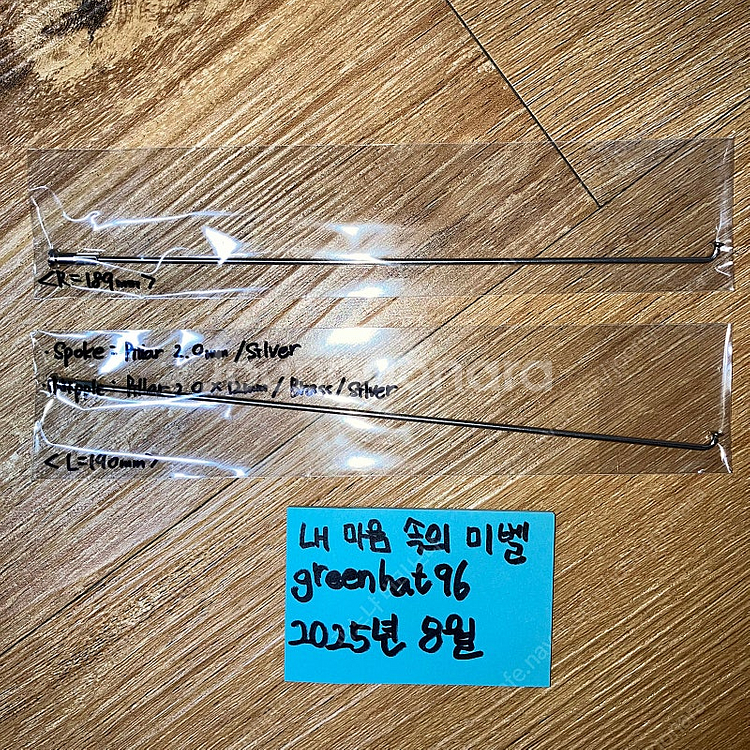 <R=189mm>
· Spoke = Pillar 2.0mm / Silver
· Nipple = Pillar 2.0 x 12mm / Brass / Silver
<L=190mm>
내 마음 속의 미벨
greenhat96
2025년 8월